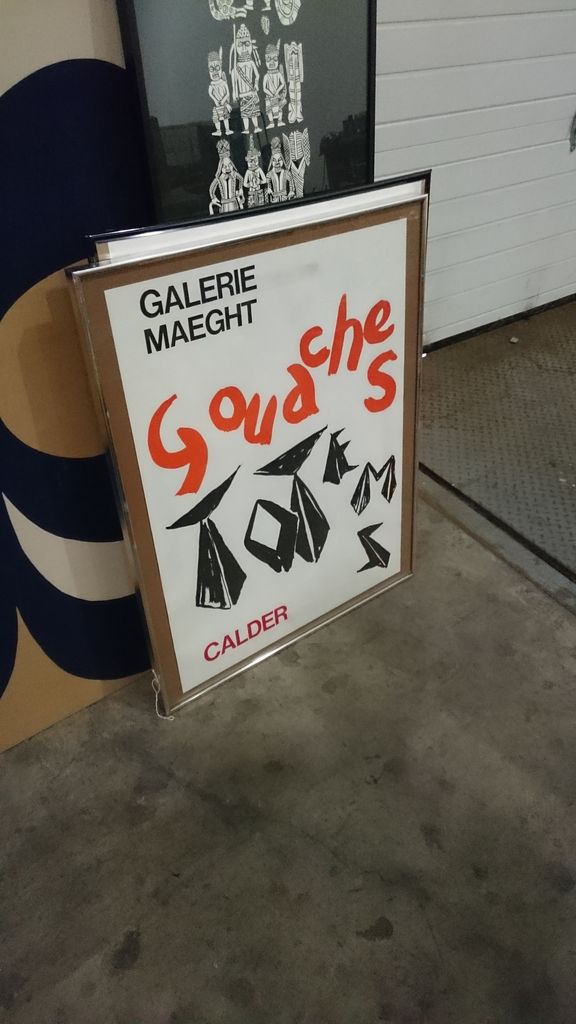 GALERIE
MAEGHT
Gouaches
TOTEMS
CALDER